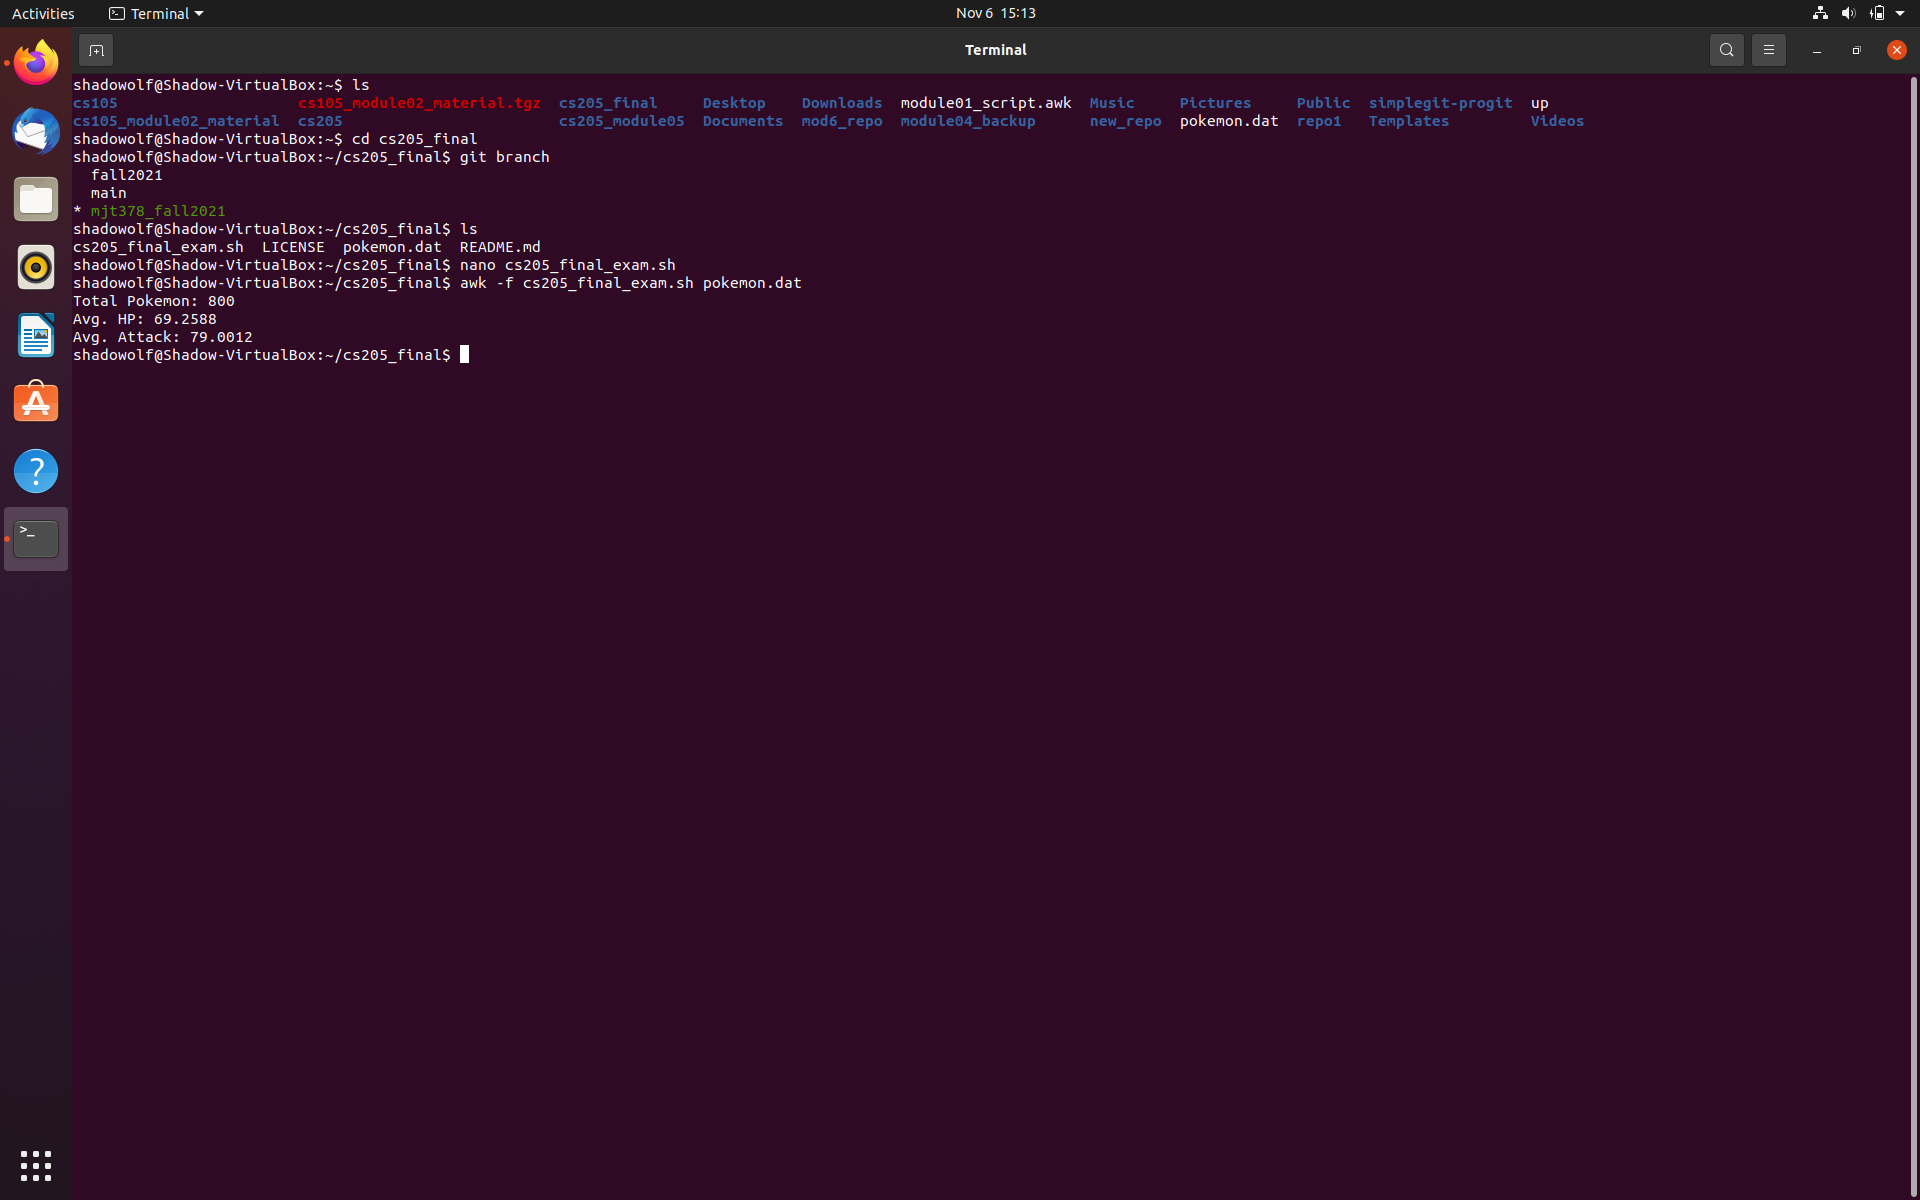 Activities Terminal Nov 6 15:13
Terminal
shadowolf@Shadow-VirtualBox:~$ ls
cs105 cs105_module02_material.tgz cs205_final Desktop Downloads module01_script.awk Music Pictures Public simplegit-progit up
cs105_module02_material cs205 cs205_module05 Documents mod6_repo module04_backup new_repo pokemon.dat repo1 Templates Videos
shadowolf@Shadow-VirtualBox:~$ cd cs205_final
shadowolf@Shadow-VirtualBox:~/cs205_final$ git branch
fall2021
main
* mjt378_fall2021
shadowolf@Shadow-VirtualBox:~/cs205_final$ ls
cs205_final_exam.sh LICENSE pokemon.dat README.md
shadowolf@Shadow-VirtualBox:~/cs205_final$ nano cs205_final_exam.sh
shadowolf@Shadow-VirtualBox:~/cs205_final$ awk -f cs205_final_exam.sh pokemon.dat
Total Pokemon: 800
Avg. HP: 69.2588
Avg. Attack: 79.0012
shadowolf@Shadow-VirtualBox:~/cs205_final$